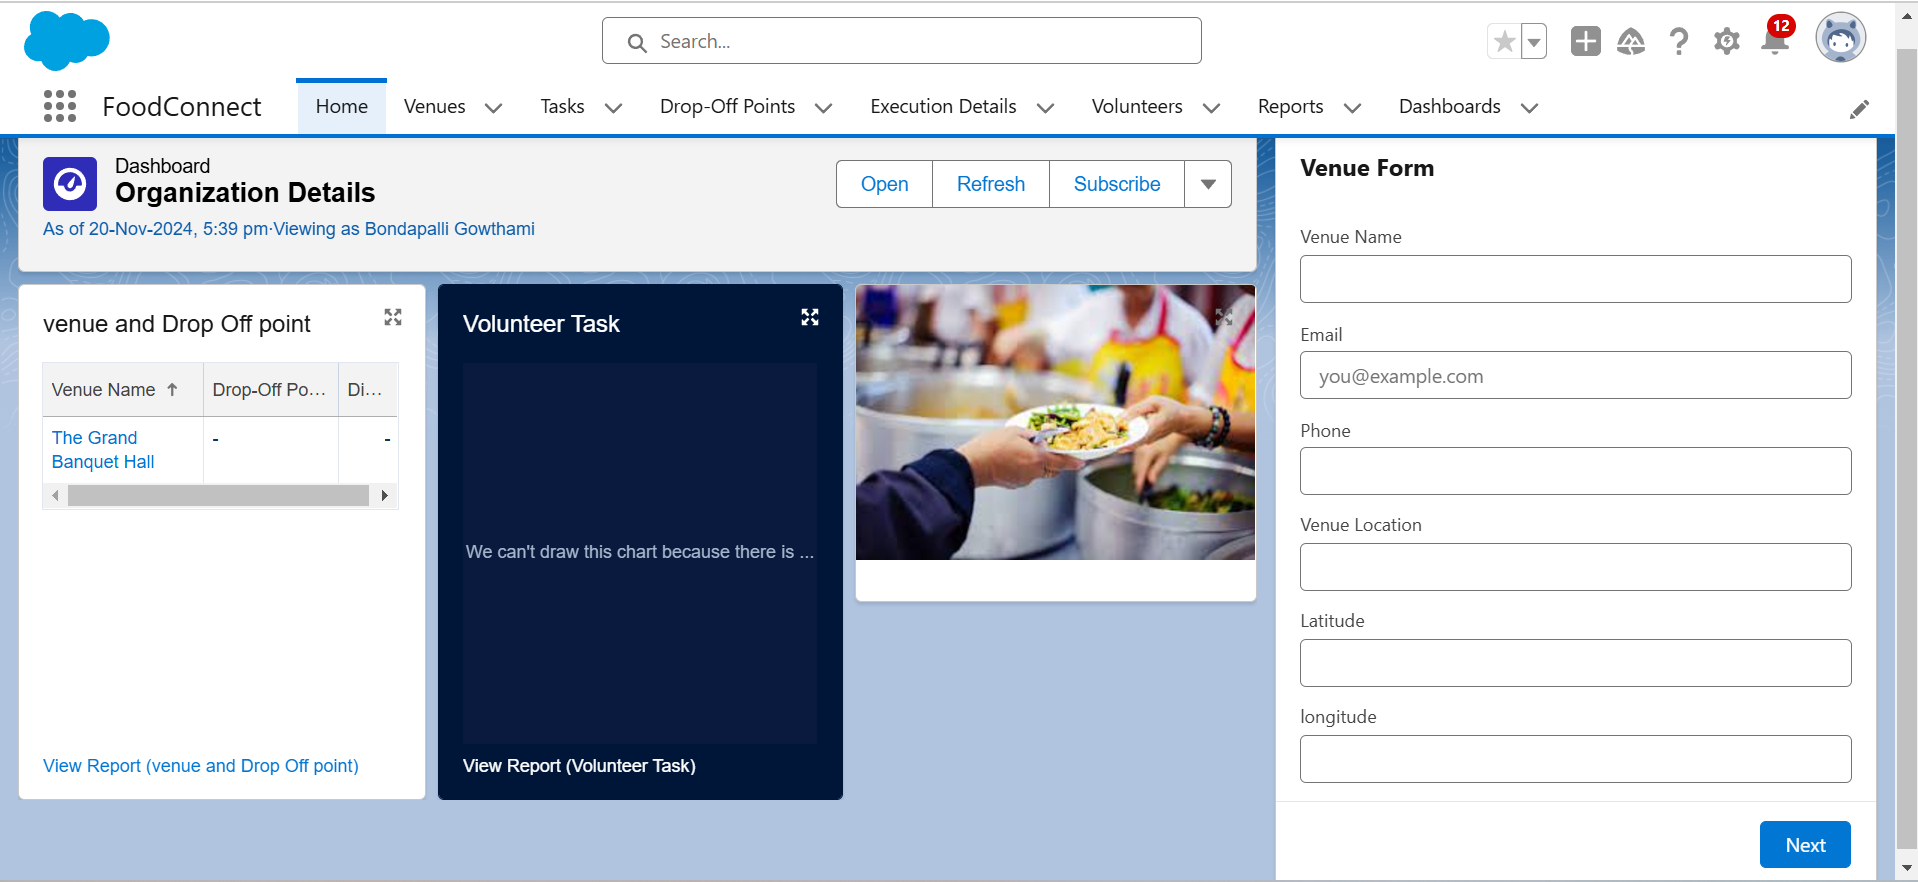 Search...
12
FoodConnect
Home
Venues
Tasks
Drop-Off Points
Execution Details
Volunteers
Reports
Dashboards
Dashboard
Organization Details
As of 20-Nov-2024, 5:39 pm·Viewing as Bondapalli Gowthami
Open
Refresh
Subscribe
venue and Drop Off point
Venue Name ↑
Drop-Off Po...
Di...
The Grand
Banquet Hall
-
-
View Report (venue and Drop Off point)
Volunteer Task
We can't draw this chart because there is ...
View Report (Volunteer Task)
Venue Form
Venue Name
Email
you@example.com
Phone
Venue Location
Latitude
longitude
Next